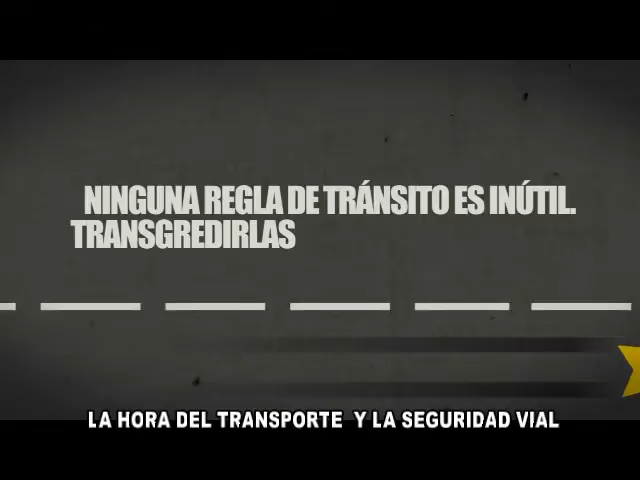 NINGUNA REGLA DE TRÁNSITO ES INÚTIL.
TRANSGREDIRLAS
LA HORA DEL TRANSPORTE Y LA SEGURIDAD VIAL